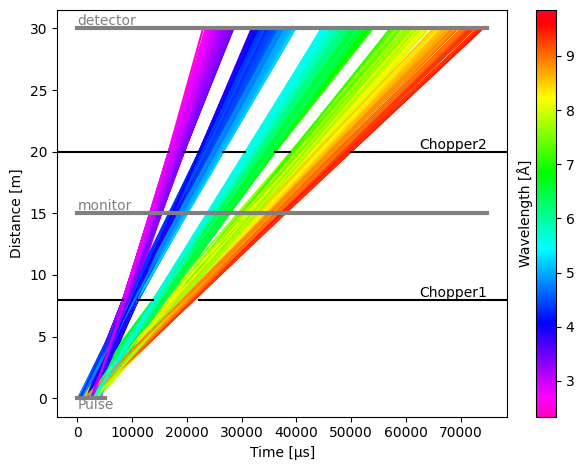 detector
Chopper2
monitor
Chopper1
Pulse
30
25
20
15
10
5
0
Distance [m]
0 10000 20000 30000 40000 50000 60000 70000
Time [µs]
9
8
7
6
5
4
3
Wavelength [Å]